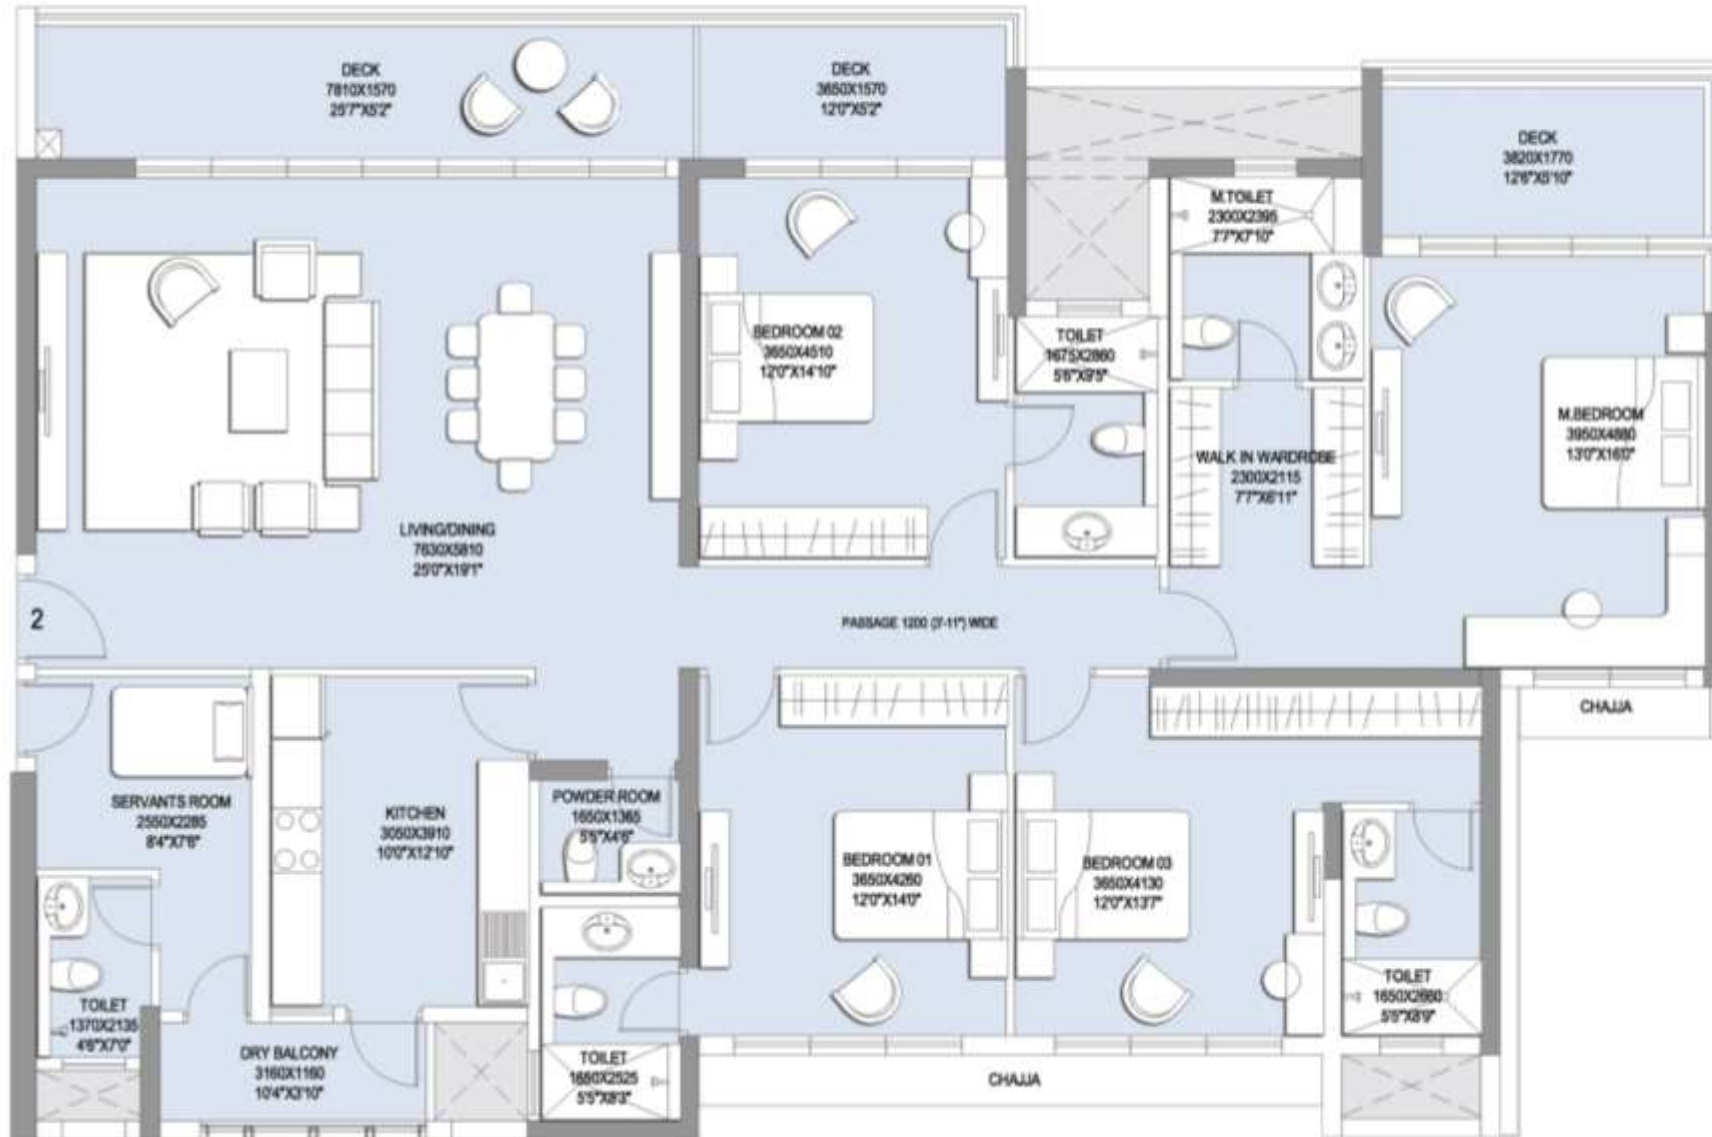 DECK
7810X1570
25'7"X5'2"
DECK
3650X1570
12'0"X5'2"
DECK
3820X1770
12'6"X5'10"
M.TOILET
2300X2395
7'7"X7'10"
BEDROOM 02
3650X4510
12'0"X14'10"
TOILET
1675X2860
5'6"X9'5"
M.BEDROOM
3950X4880
13'0"X16'0"
WALK IN WARDROBE
2300X2115
7'7"X6'11"
LIVING/DINING
7630X5810
25'0"X19'1"
2
PASSAGE 1200 (3'-11") WIDE
CHAJJA
SERVANTS ROOM
2550X2285
8'4"X7'6"
KITCHEN
3050X3910
10'0"X12'10"
POWDER ROOM
1650X1365
5'5"X4'6"
BEDROOM 01
3650X4260
12'0"X14'0"
BEDROOM 03
3650X4130
12'0"X13'7"
TOILET
1650X2660
5'5"X8'9"
TOILET
1370X2135
4'6"X7'0"
DRY BALCONY
3160X1160
10'4"X3'10"
TOILET
1650X2525
5'5"X8'3"
CHAJJA